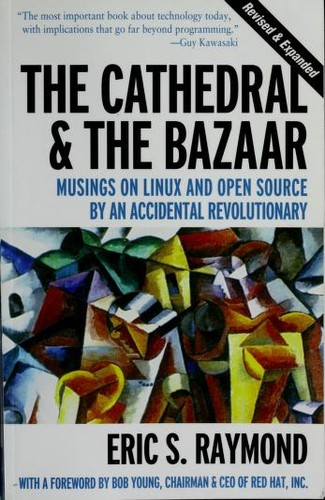 "The most important book about technology today,
with implications that go far beyond programming."
—Guy Kawasaki
Revised & Expanded
THE CATHEDRAL
& THE BAZAAR
MUSINGS ON LINUX AND OPEN SOURCE
BY AN ACCIDENTAL REVOLUTIONARY
ERIC S. RAYMOND
WITH A FOREWORD BY BOB YOUNG, CHAIRMAN & CEO OF RED HAT, INC.